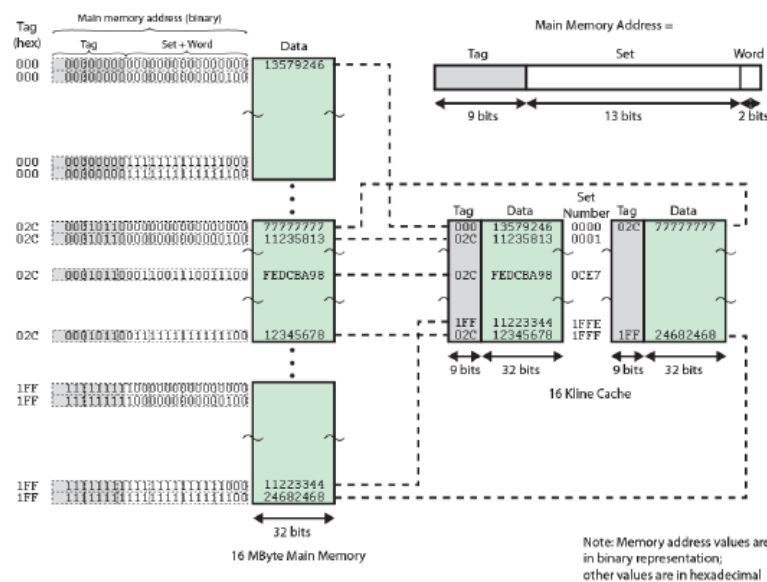 Main memory address (binary)
Tag
(hex)
Tag
Set + Word
Data
000 13579246
000
000
000
02C 77777777
02C 11235813
02C FEDCBA98
02C 12345678
1FF
1FF
1FF 11223344
1FF 24682468
32 bits
16 MByte Main Memory
Main Memory Address =
Tag Set Word
9 bits 13 bits 2 bits
Set
Tag Data Number Tag Data
000 13579246 0000 02C 77777777
02C 11235813 0001
02C FEDCBA98 0CE7
1FF 11223344 1FFE
02C 12345678 1FFF 1FF 24682468
9 bits 32 bits 9 bits 32 bits
16 Kline Cache
Note: Memory address values are
in binary representation;
other values are in hexadecimal